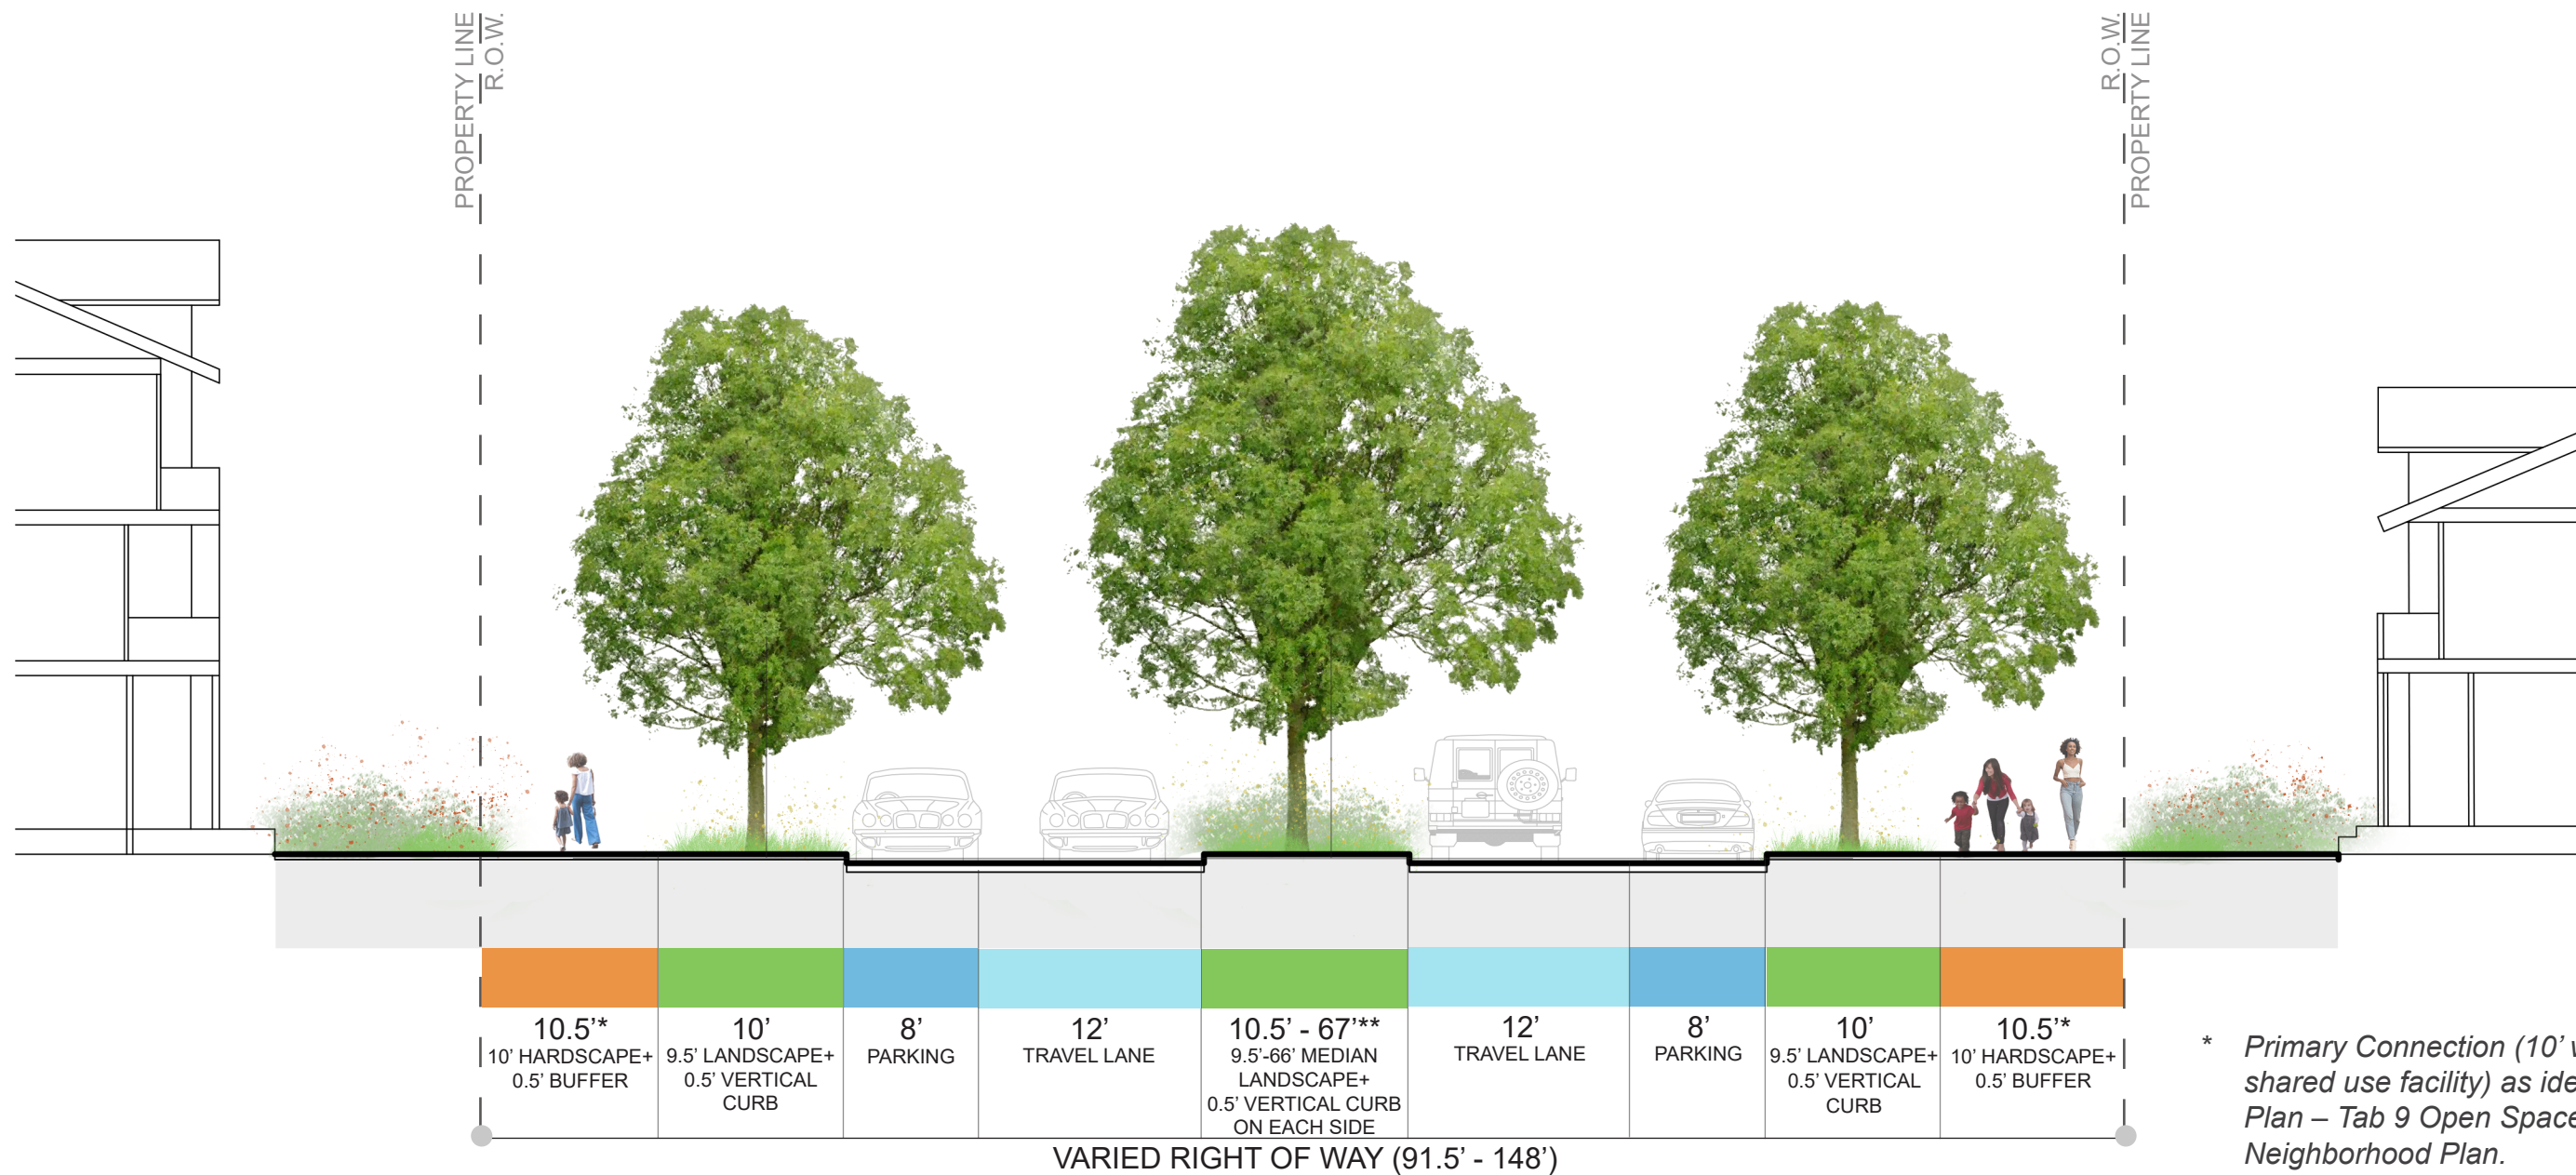 PROPERTY LINE
R.O.W.
R.O.W.
PROPERTY LINE
10.5'*
10' HARDSCAPE+
0.5' BUFFER
10'
9.5' LANDSCAPE+
0.5' VERTICAL
CURB
8'
PARKING
12'
TRAVEL LANE
10.5' - 67'**
9.5'-66' MEDIAN
LANDSCAPE+
0.5' VERTICAL CURB
ON EACH SIDE
12'
TRAVEL LANE
8'
PARKING
10'
9.5' LANDSCAPE+
0.5' VERTICAL
CURB
10.5'*
10' HARDSCAPE+
0.5' BUFFER
VARIED RIGHT OF WAY (91.5' - 148')
* Primary Connection (10'
shared use facility) as
Plan – Tab 9 Open Space
Neighborhood Plan.